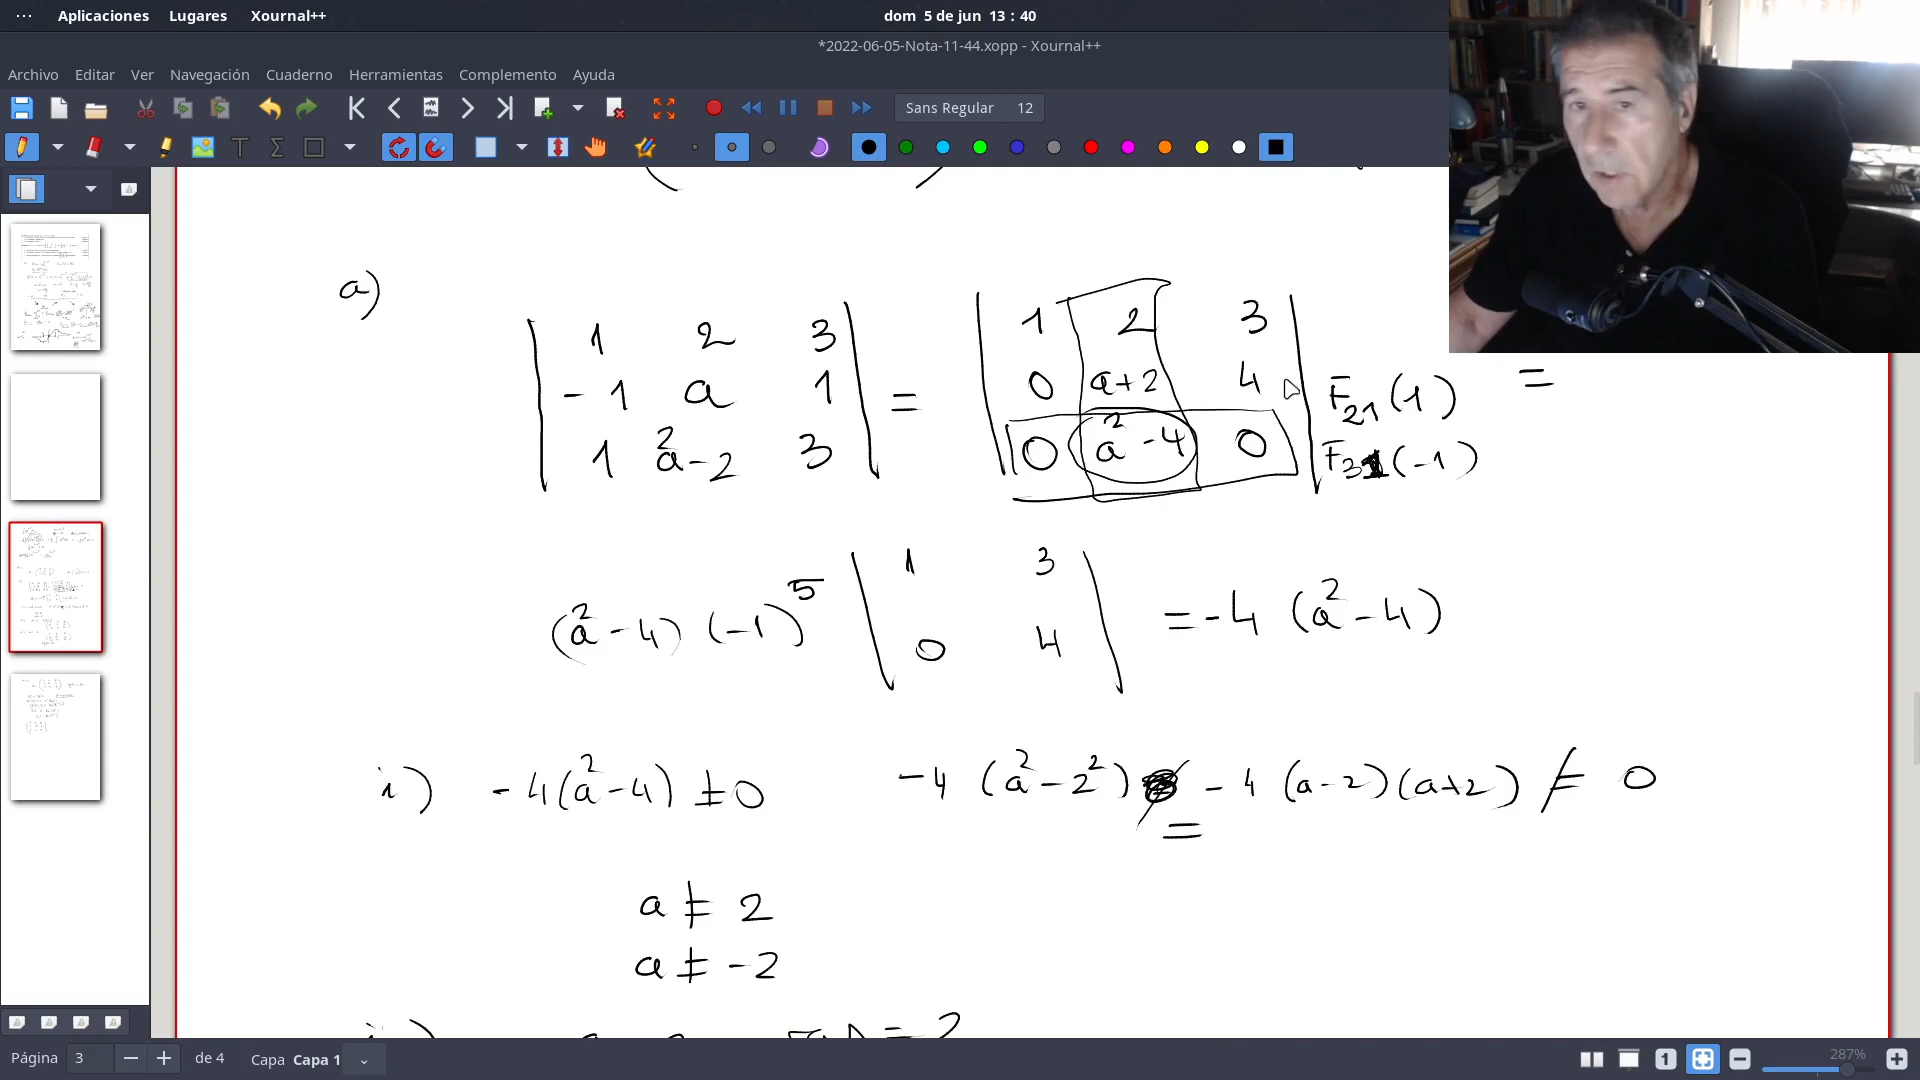 Aplicaciones Lugares Xournal++ dom 5 de jun 13 : 40
*2022-06-05-Nota-11-44.xopp - Xournal++
Archivo Editar Ver Navegación Cuaderno Herramientas Complemento Ayuda
Sans Regular 12
a)
| 1 2 3 | = | 1 2 3 |
| -1 a 1 | | 0 a+2 4 | F21(1) =
| 1 a²-2 3 | | 0 a²-4 0 | F31(-1)
(a²-4) (-1)⁵ | 1 3 | = -4 (a²-4)
| 0 4 |
i) -4(a²-4) ≠ 0 -4 (a²-2²) = -4 (a-2)(a+2) ≠ 0
a ≠ 2
a ≠ -2
Página 3 de 4 Capa Capa 1 287%